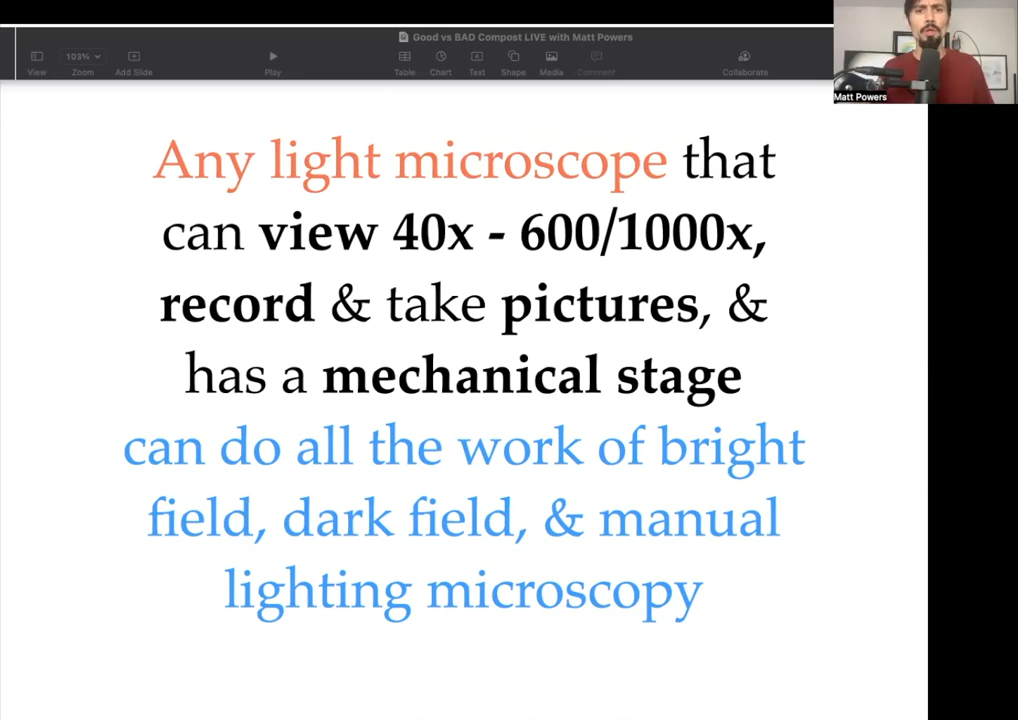 Good vs BAD Compost LIVE with Matt Powers
103%
View Zoom Add Slide Play Table Chart Text Shape Media Comment Collaborate
Matt Powers
Any light microscope that
can view 40x - 600/1000x,
record & take pictures, &
has a mechanical stage
can do all the work of bright
field, dark field, & manual
lighting microscopy